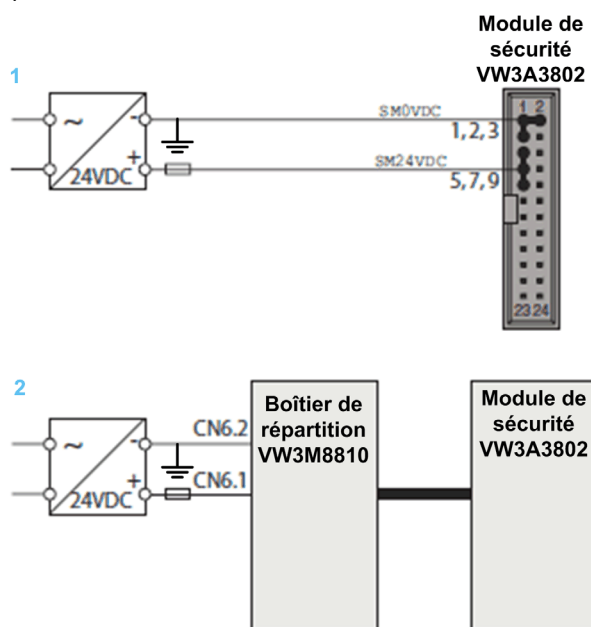 Module de
sécurité
VW3A3802
1
~
-
SM0VDC
1 2
1,2,3
+
24VDC
SM24VDC
5,7,9
23 24
2
Boîtier de
répartition
VW3M8810
Module de
sécurité
VW3A3802
~
-
CN6.2
+
CN6.1
24VDC